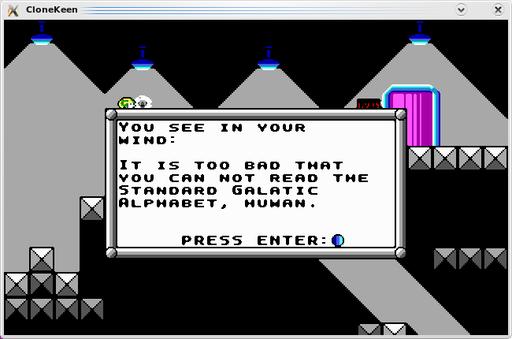 CloneKeen
You see in your
mind:
It is too bad that
you can not read the
Standard Galatic
Alphabet, human.
Press Enter: